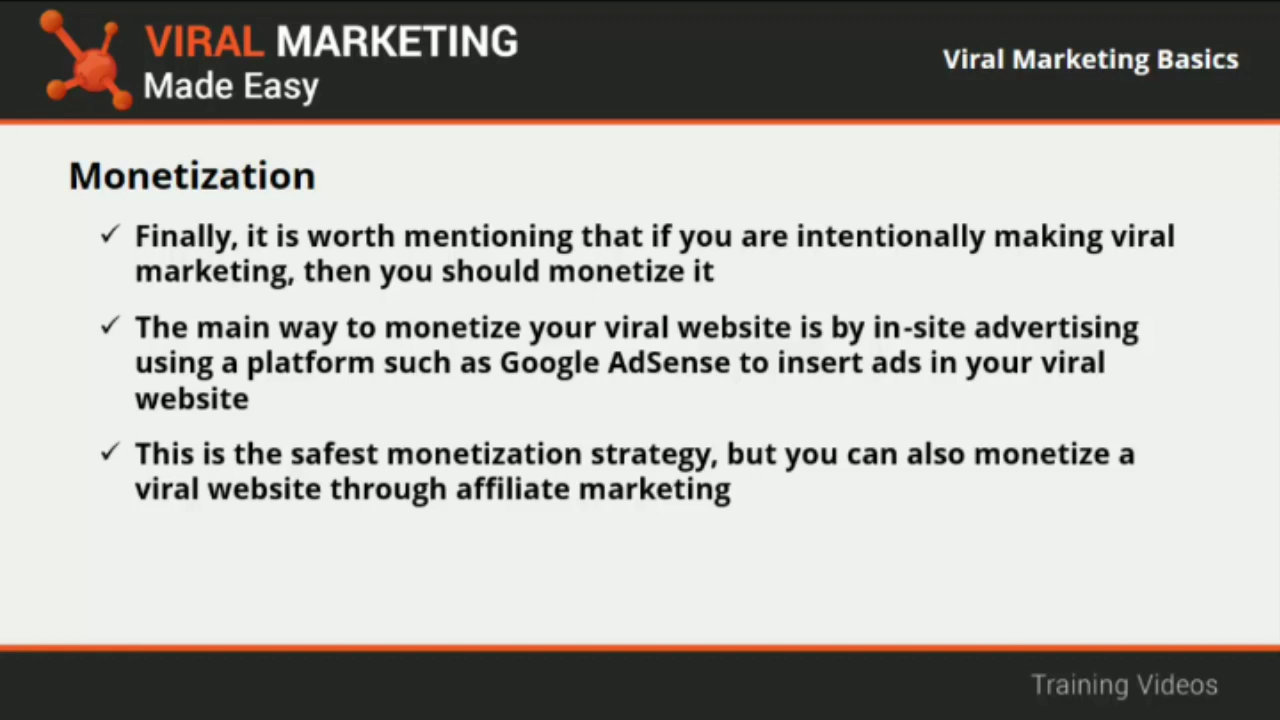 VIRAL MARKETING
Made Easy
Viral Marketing Basics
Monetization
✓ Finally, it is worth mentioning that if you are intentionally making viral
marketing, then you should monetize it
✓ The main way to monetize your viral website is by in-site advertising
using a platform such as Google AdSense to insert ads in your viral
website
✓ This is the safest monetization strategy, but you can also monetize a
viral website through affiliate marketing
Training Videos